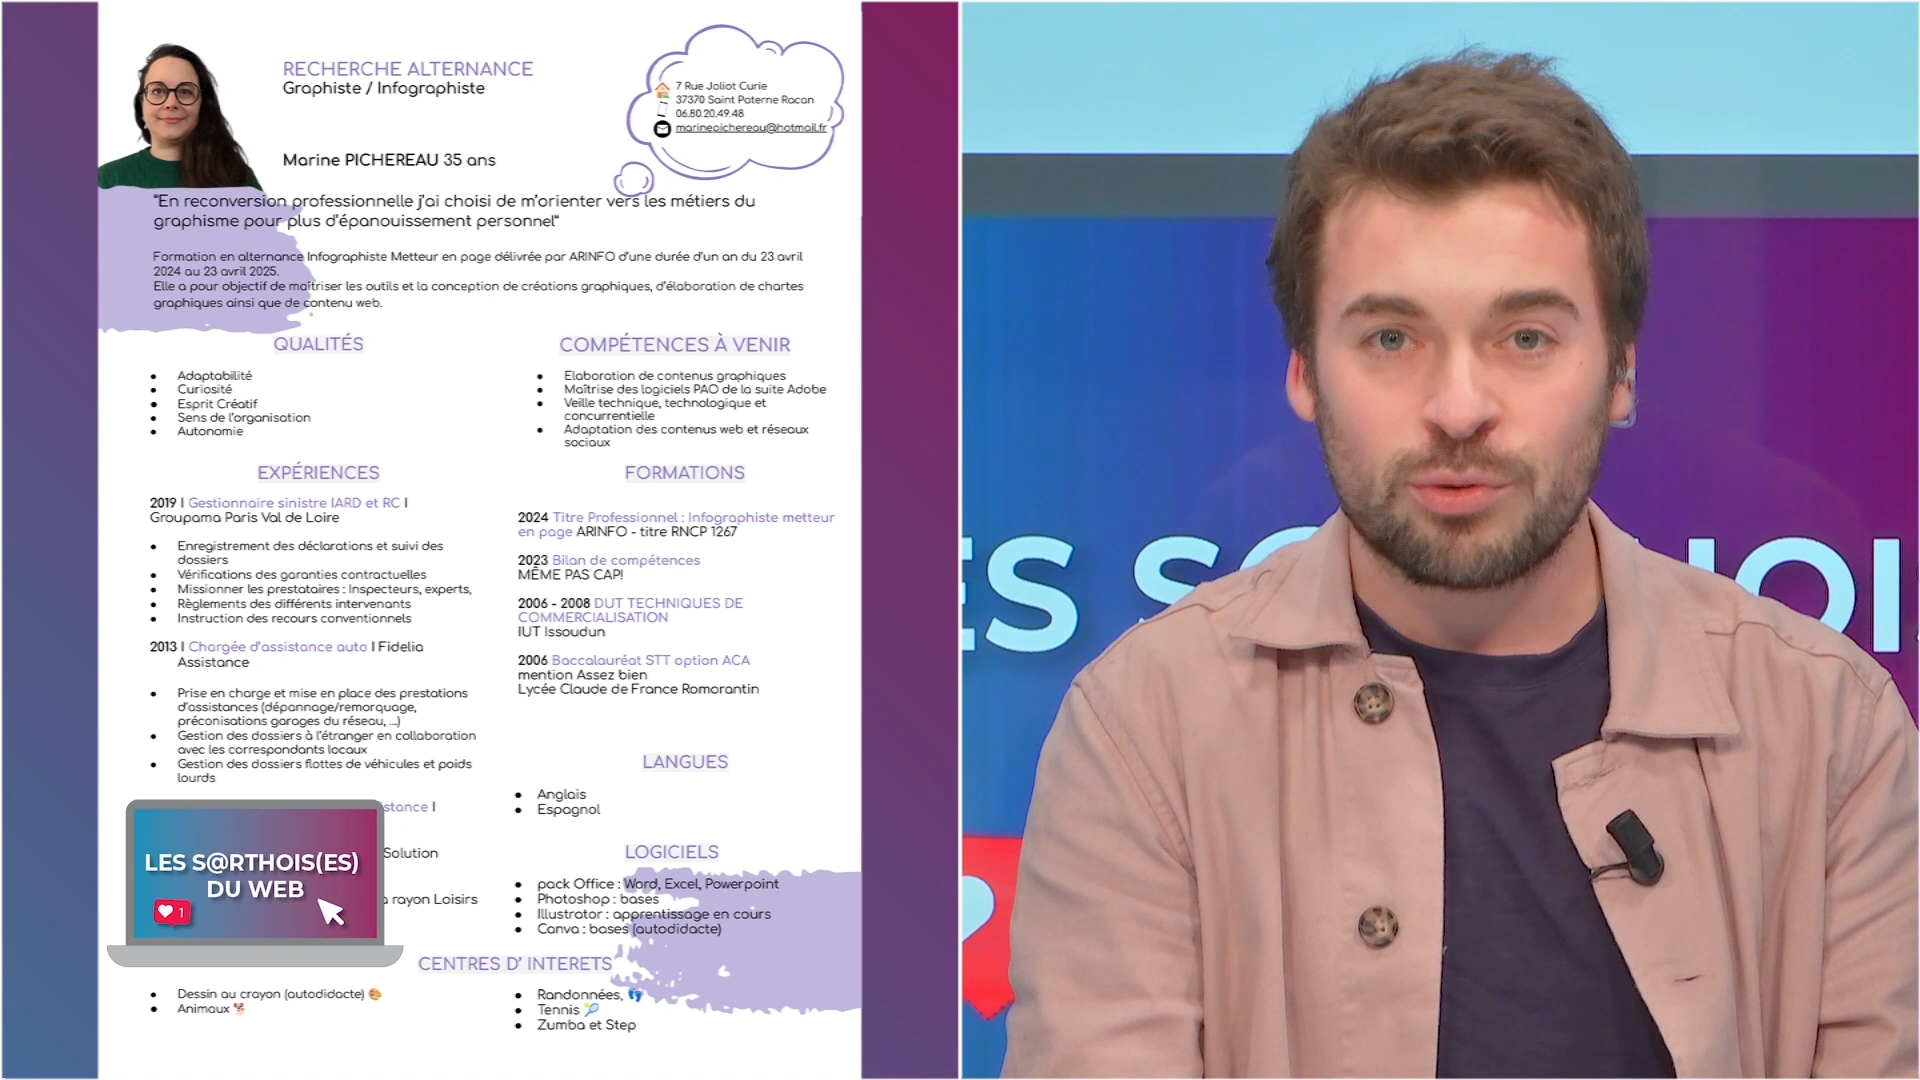 RECHERCHE ALTERNANCE
Graphiste / Infographiste
Marine PICHEREAU 35 ans
7 Rue Joliot Curie
37370 Saint Paterne Racan
06.80.20.49.48
marinepichereau@hotmail.fr
"En reconversion professionnelle j'ai choisi de m'orienter vers les métiers du
graphisme pour plus d'épanouissement personnel"
Formation en alternance Infographiste Metteur en page délivrée par ARINFO d'une durée d'un an du 23 avril
2024 au 23 avril 2025.
Elle a pour objectif de maîtriser les outils et la conception de créations graphiques, d'élaboration de chartes
graphiques ainsi que de contenu web.
QUALITÉS
• Adaptabilité
• Curiosité
• Esprit Créatif
• Sens de l'organisation
• Autonomie
COMPÉTENCES À VENIR
• Elaboration de contenus graphiques
• Maîtrise des logiciels PAO de la suite Adobe
• Veille technique, technologique et
concurrentielle
• Adaptation des contenus web et réseaux
sociaux
EXPÉRIENCES
2019 I Gestionnaire sinistre IARD et RC I
Groupama Paris Val de Loire
• Enregistrement des déclarations et suivi des
dossiers
• Vérifications des garanties contractuelles
• Missionner les prestataires : Inspecteurs, experts,
• Règlements des différents intervenants
• Instruction des recours conventionnels
2013 I Chargée d'assistance auto I Fidelia
Assistance
• Prise en charge et mise en place des prestations
d'assistances (dépannage/remorquage,
préconisations garages du réseau, ...)
• Gestion des dossiers à l'étranger en collaboration
avec les correspondants locaux
• Gestion des dossiers flottes de véhicules et poids
lourds
stance I
Solution
rayon Loisirs
FORMATIONS
2024 Titre Professionnel : Infographiste metteur
en page ARINFO - titre RNCP 1267
2023 Bilan de compétences
MÊME PAS CAP!
2006 - 2008 DUT TECHNIQUES DE
COMMERCIALISATION
IUT Issoudun
2006 Baccalauréat STT option ACA
mention Assez bien
Lycée Claude de France Romorantin
LANGUES
• Anglais
• Espagnol
LOGICIELS
• pack Office : Word, Excel, Powerpoint
• Photoshop : bases
• Illustrator : apprentissage en cours
• Canva : bases (autodidacte)
CENTRES D' INTERETS
• Dessin au crayon (autodidacte)
• Animaux
• Randonnées,
• Tennis
• Zumba et Step
LES S@RTHOIS(ES)
DU WEB
1
ES S HOI